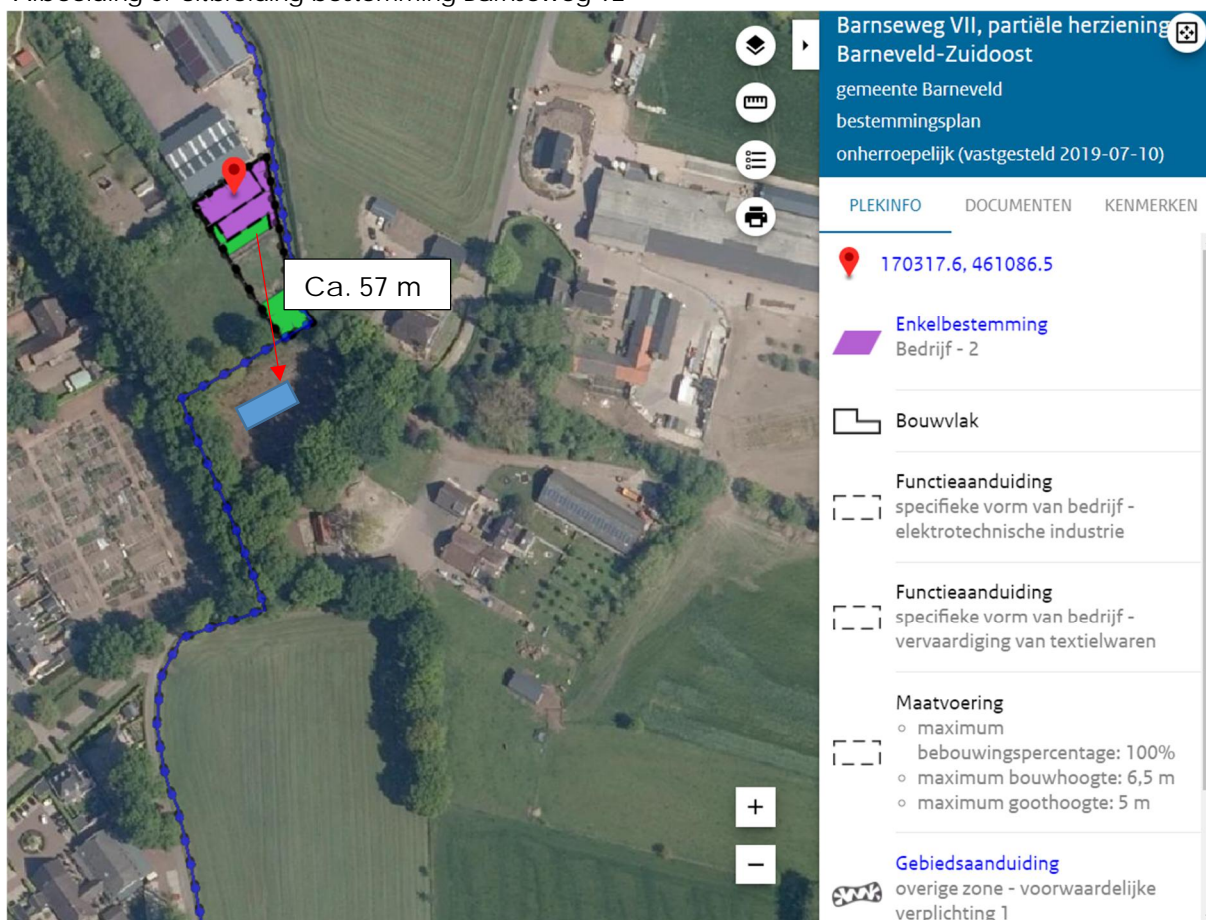 Ca. 57 m
Barnseweg VII, partiële herziening
Barneveld-Zuidoost
gemeente Barneveld
bestemmingsplan
onherroepelijk (vastgesteld 2019-07-10)
PLEKINFO DOCUMENTEN KENMERKEN
170317.6, 461086.5
Enkelbestemming
Bedrijf - 2
Bouwvlak
Functieaanduiding
specifieke vorm van bedrijf -
elektrotechnische industrie
Functieaanduiding
specifieke vorm van bedrijf -
vervaardiging van textielwaren
Maatvoering
maximum
bebouwingspercentage: 100%
maximum bouwhoogte: 6,5 m
maximum goothoogte: 5 m
Gebiedsaanduiding
overige zone - voorwaardelijke
verplichting 1